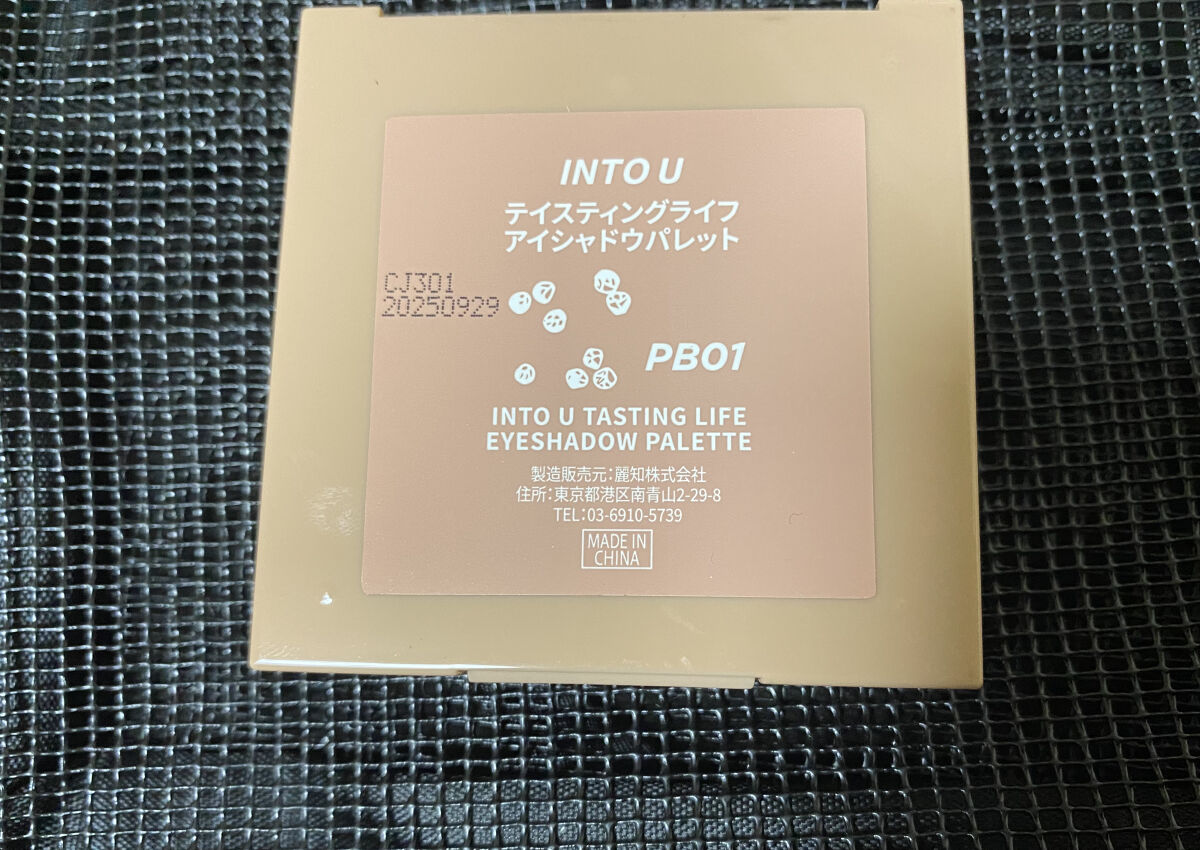 INTO U
テイスティングライフ
アイシャドウパレット
CJ301
20250929
PB01
INTO U TASTING LIFE
EYESHADOW PALETTE
製造販売元：麗知株式会社
住所：東京都港区南青山2-29-8
TEL：03-6910-5739
MADE IN
CHINA